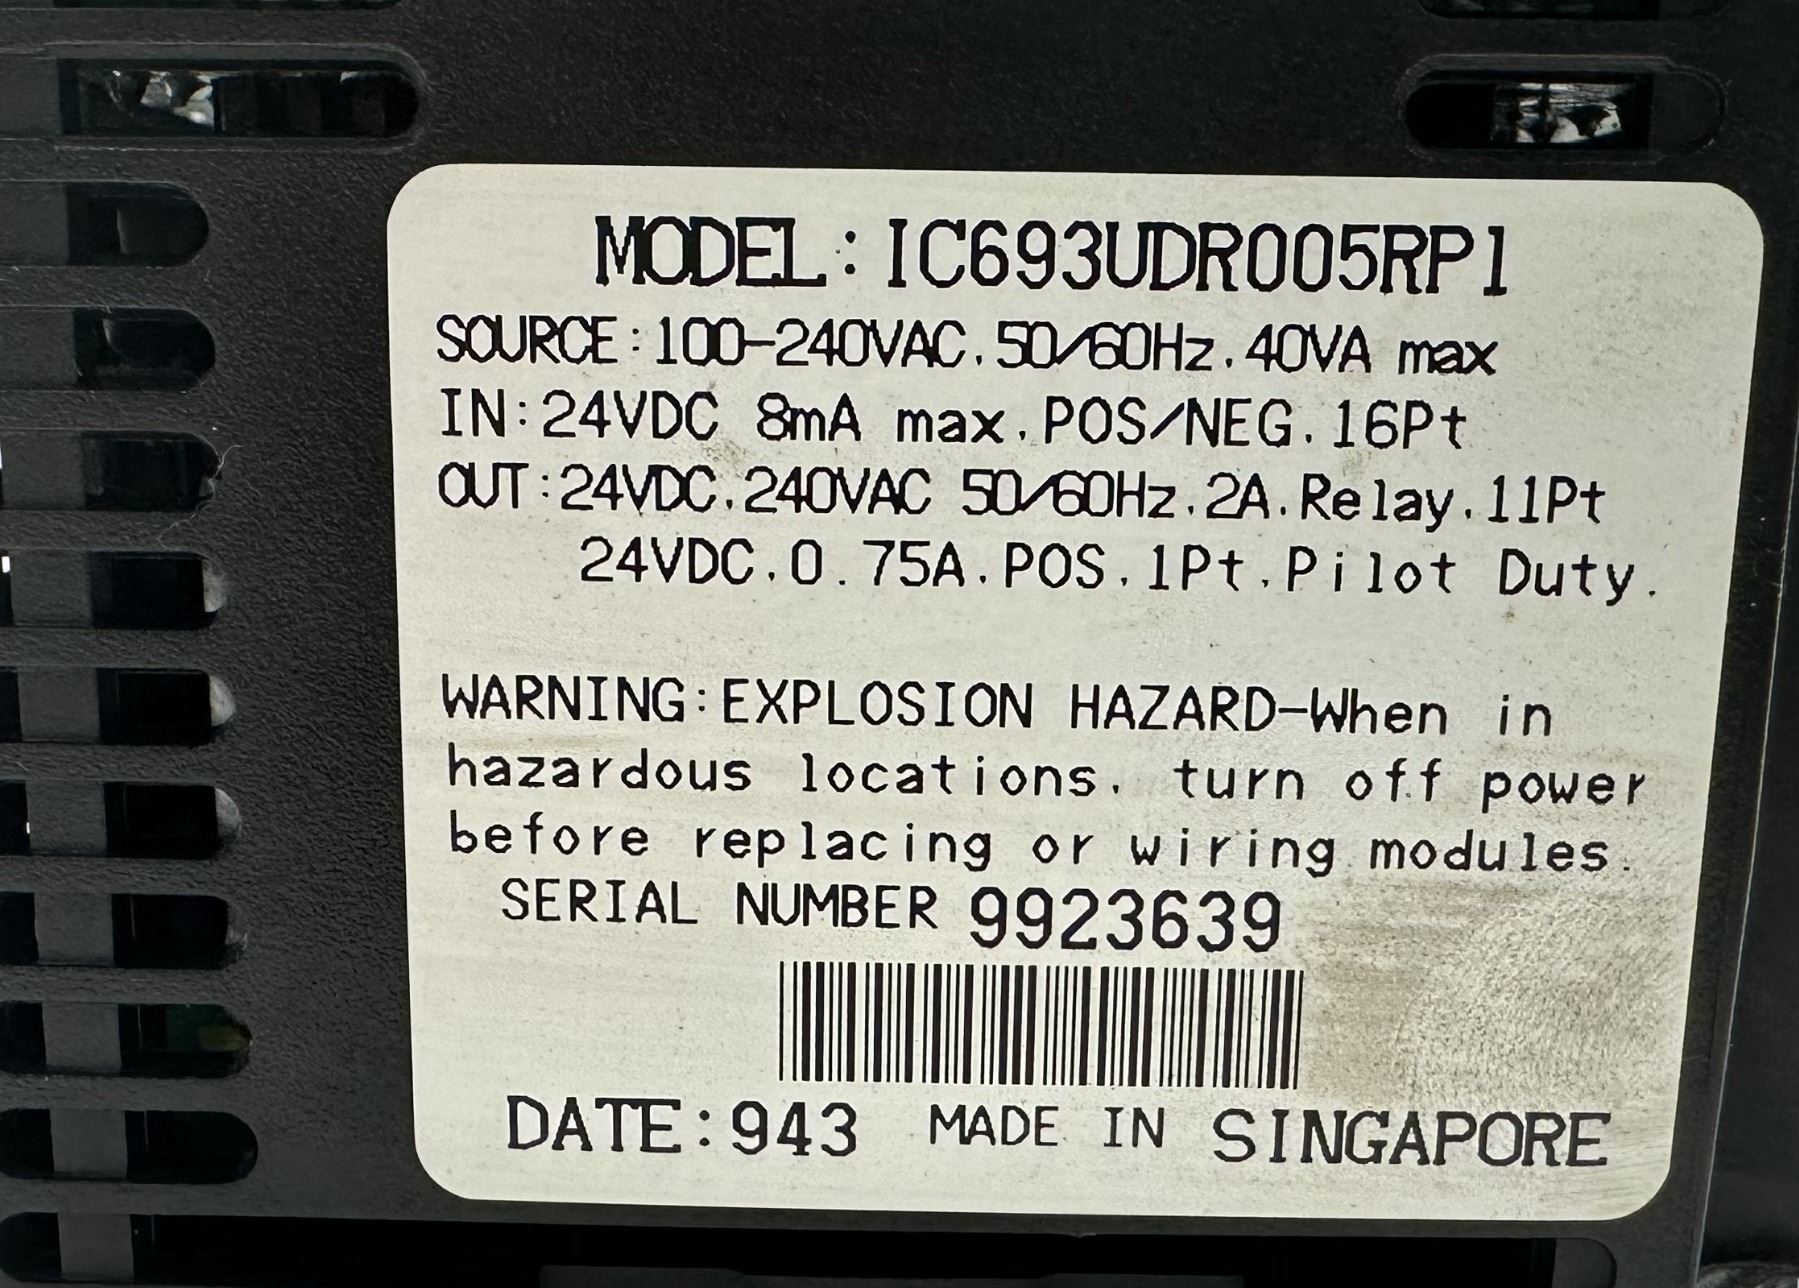 MODEL: IC693UDR005RP1
SOURCE: 100-240VAC, 50/60Hz, 40VA max
IN: 24VDC 8mA max, POS/NEG, 16Pt
OUT: 24VDC, 240VAC 50/60Hz, 2A, Relay, 11Pt
24VDC, 0.75A, POS, 1Pt, Pilot Duty.
WARNING: EXPLOSION HAZARD-When in
hazardous locations, turn off power
before replacing or wiring modules.
SERIAL NUMBER 9923639
DATE: 943 MADE IN SINGAPORE